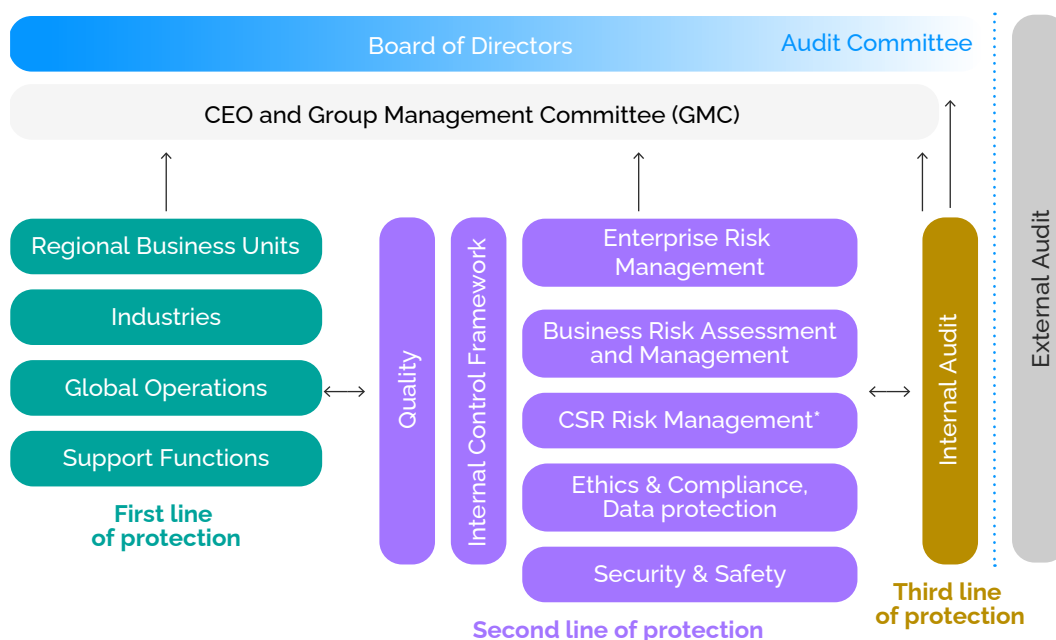 Board of Directors
Audit Committee
CEO and Group Management Committee (GMC)
Regional Business Units
Industries
Global Operations
Support Functions
First line
of protection
Quality
Internal Control Framework
Enterprise Risk
Management
Business Risk Assessment
and Management
CSR Risk Management*
Ethics & Compliance,
Data protection
Security & Safety
Second line of protection
Internal Audit
Third line
of protection
External Audit